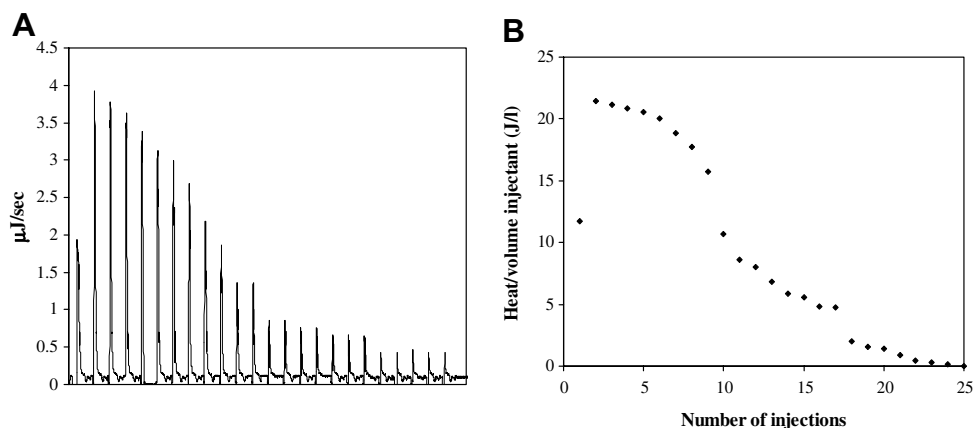 A
4.5
4
3.5
3
2.5
2
1.5
1
0.5
0
μJ/sec
B
25
20
15
10
5
0
Heat/volume injectant (J/l)
0 5 10 15 20 25
Number of injections